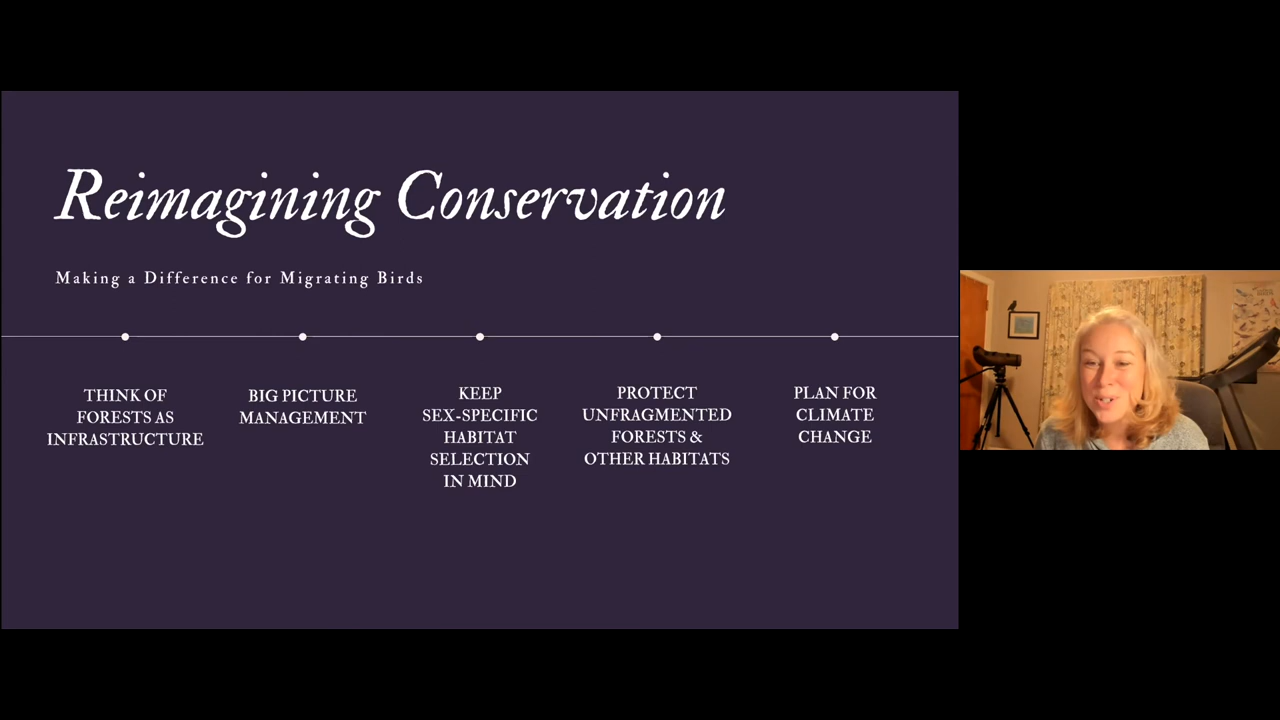 Reimagining Conservation
Making a Difference for Migrating Birds
THINK OF
FORESTS AS
INFRASTRUCTURE
BIG PICTURE
MANAGEMENT
KEEP
SEX-SPECIFIC
HABITAT
SELECTION
IN MIND
PROTECT
UNFRAGMENTED
FORESTS &
OTHER HABITATS
PLAN FOR
CLIMATE
CHANGE